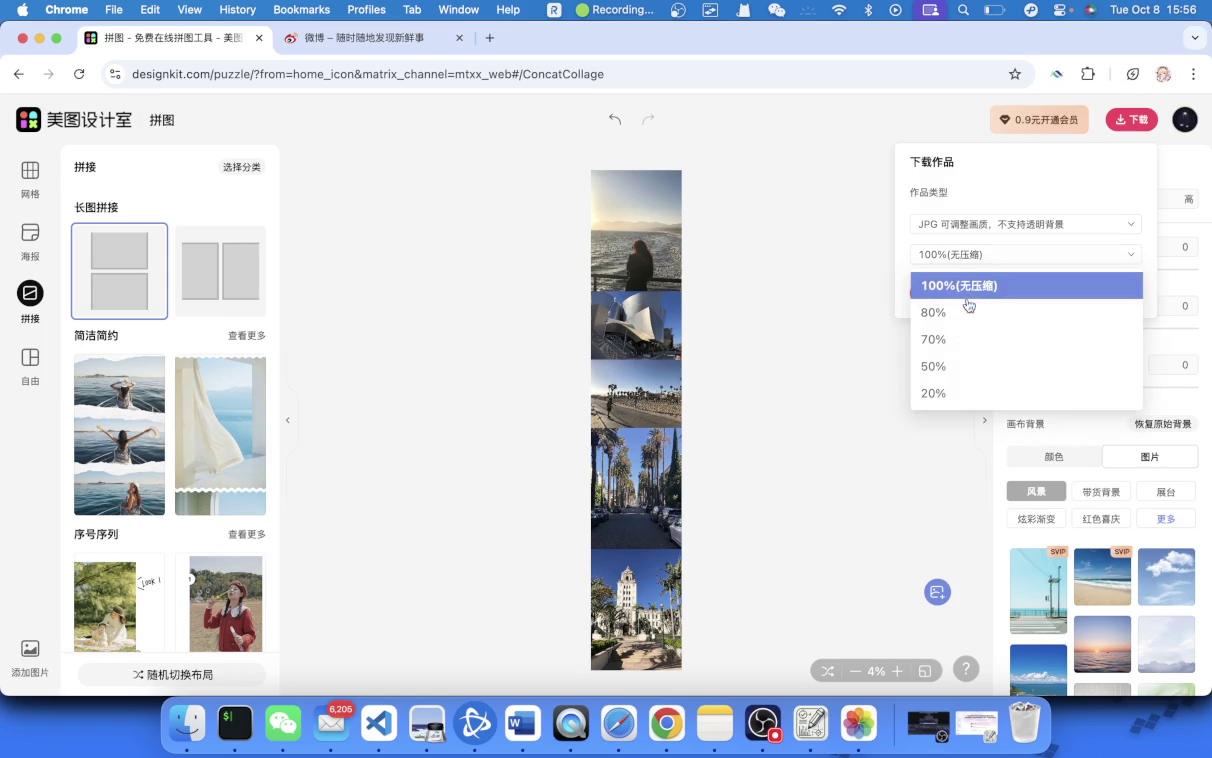 Chrome File Edit View History Bookmarks Profiles Tab Window Help
Recording...
拼图 - 免费在线拼图工具 - 美图
微博 – 随时随地发现新鲜事
designkit.com/puzzle/?from=home_icon&matrix_channel=mtxx_web#/ConcatCollage
美图设计室 拼图
0.9元开通会员
下载
网格
海报
拼接
自由
添加图片
拼接
选择分类
长图拼接
简洁简约
查看更多
序号序列
查看更多
Look !
1
随机切换布局
4%
?
下载作品
作品类型
JPG 可调整画质，不支持透明背景
100%(无压缩)
100%(无压缩)
80%
70%
50%
20%
高
0
0
0
画布背景
恢复原始背景
颜色
图片
风景
带货背景
展台
炫彩渐变
红色喜庆
更多
SVIP
SVIP
6,205
$
W